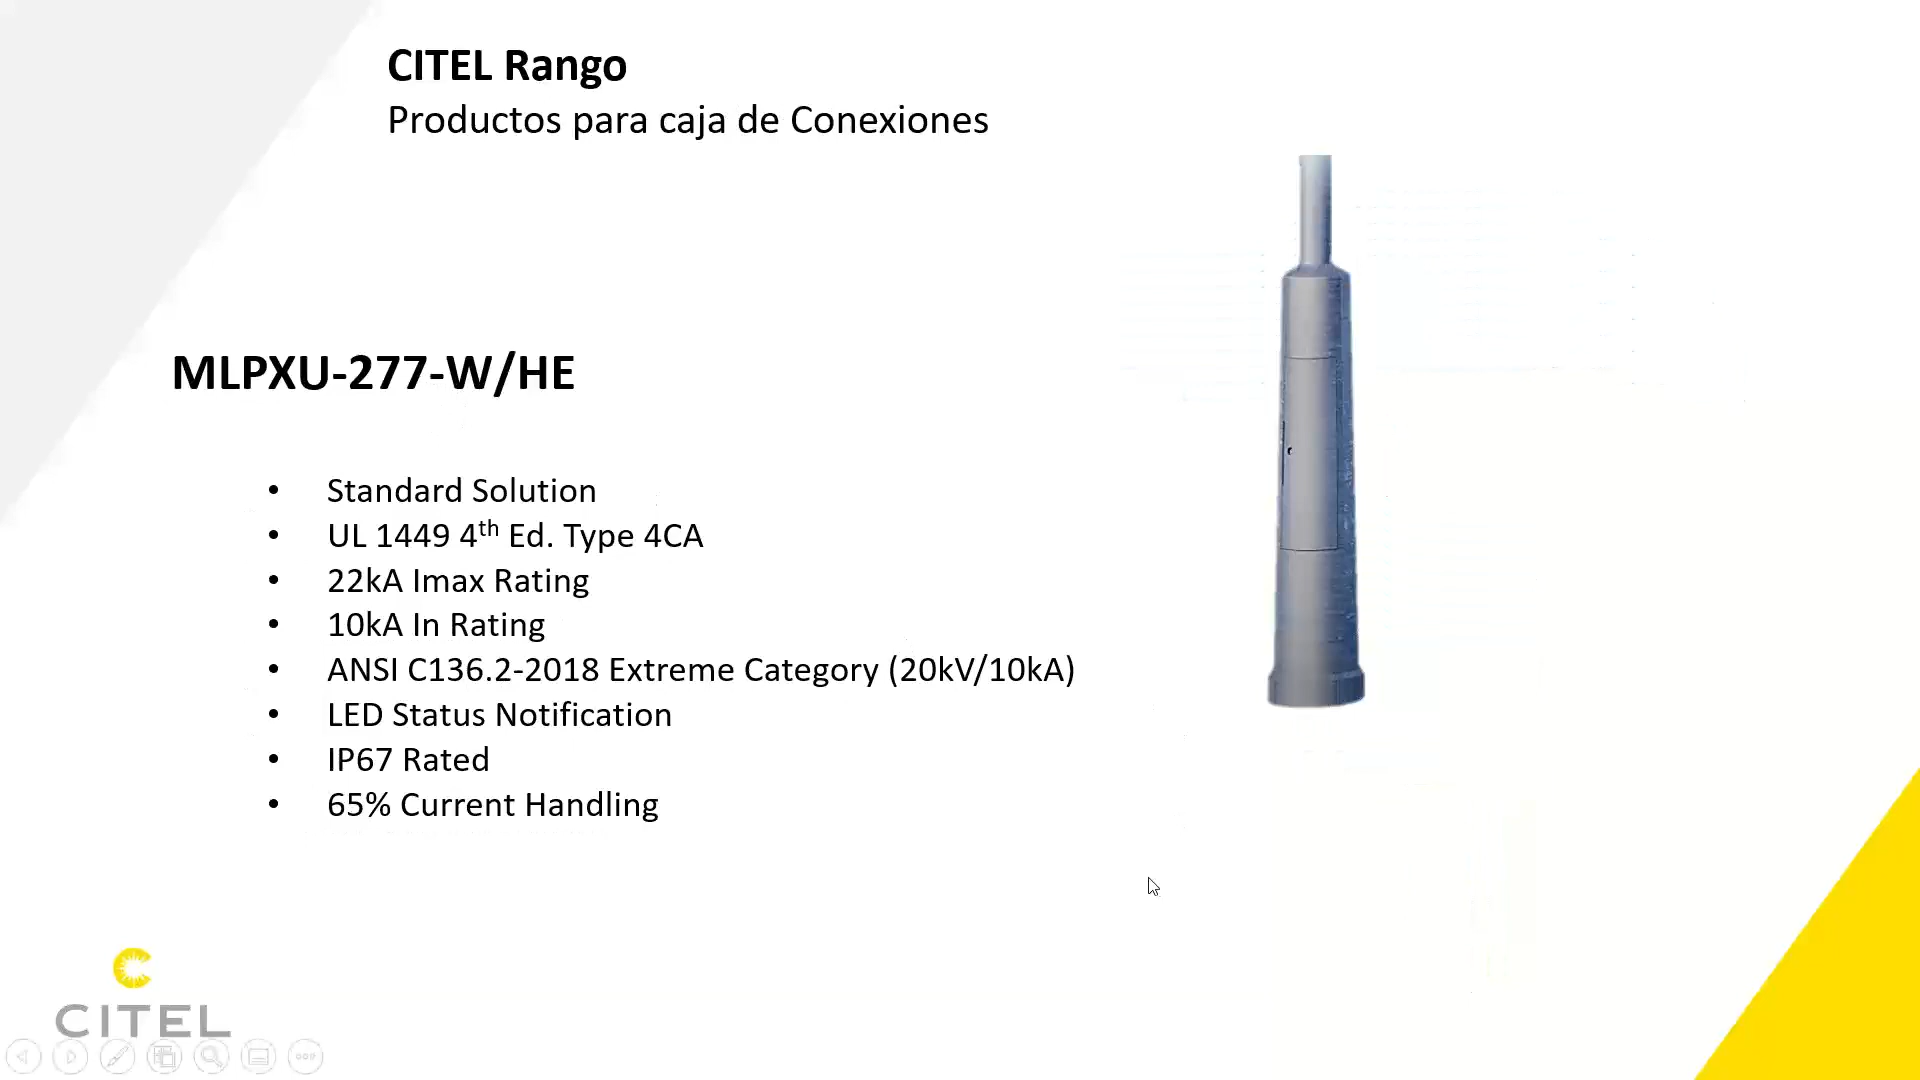 CITEL Rango
Productos para caja de Conexiones
MLPXU-277-W/HE
• Standard Solution
• UL 1449 4th Ed. Type 4CA
• 22kA Imax Rating
• 10kA In Rating
• ANSI C136.2-2018 Extreme Category (20kV/10kA)
• LED Status Notification
• IP67 Rated
• 65% Current Handling
CITEL